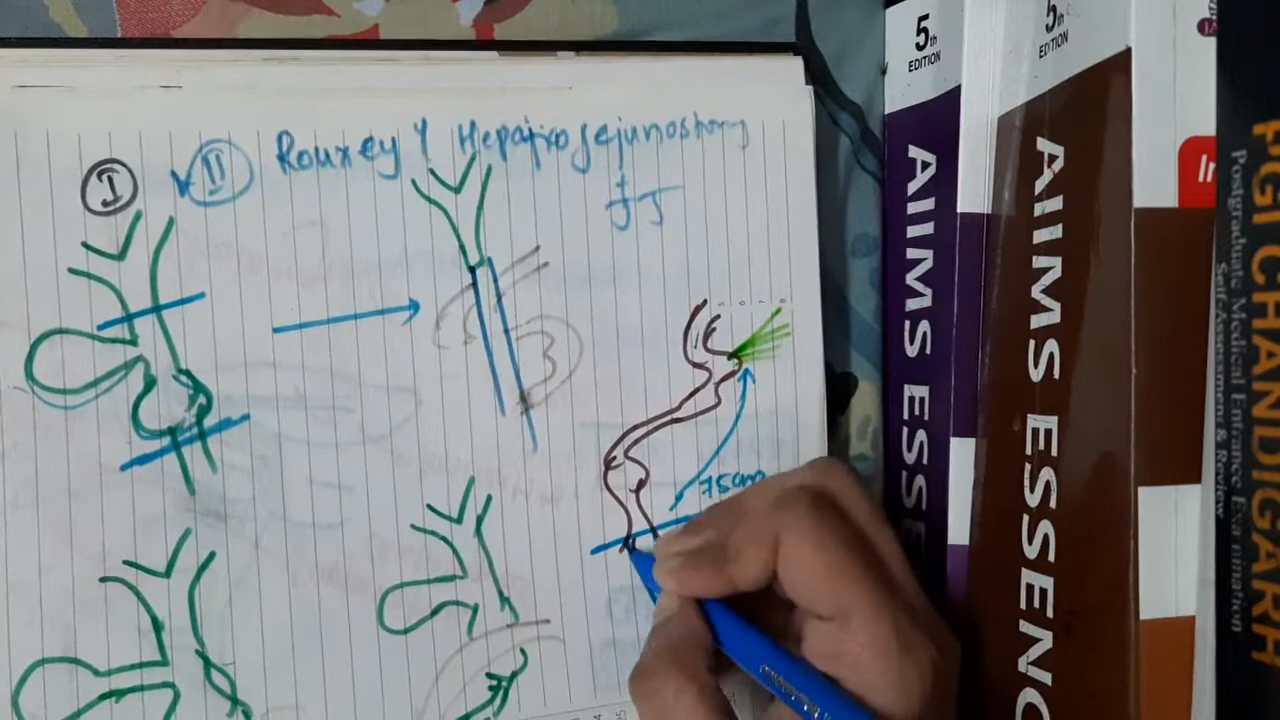 I
II Rouxey Y Hepaticojejunostomy
+
JJ
75cm
5th
EDITION
AIIMS ESSE
5th
EDITION
AIIMS ESSENC
PGI CHANDIGARH
Postgraduate Medical Entrance Examination
Self-Assessment & Review